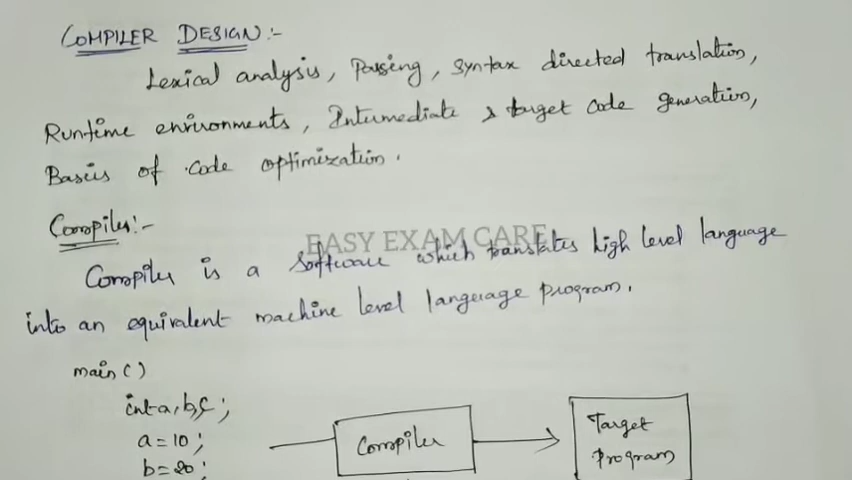 COMPILER DESIGN:-
Lexical analysis, Parsing, Syntax directed translation,
Runtime environments, Intermediate & target code generation,
Basics of code optimization.
Compiler:-
EASY EXAM CARE
Compiler is a software which translates high level language
into an equivalent machine level language program.
main()
int a, b, c;
a = 10;
b = 20;
Compiler
Target
Program